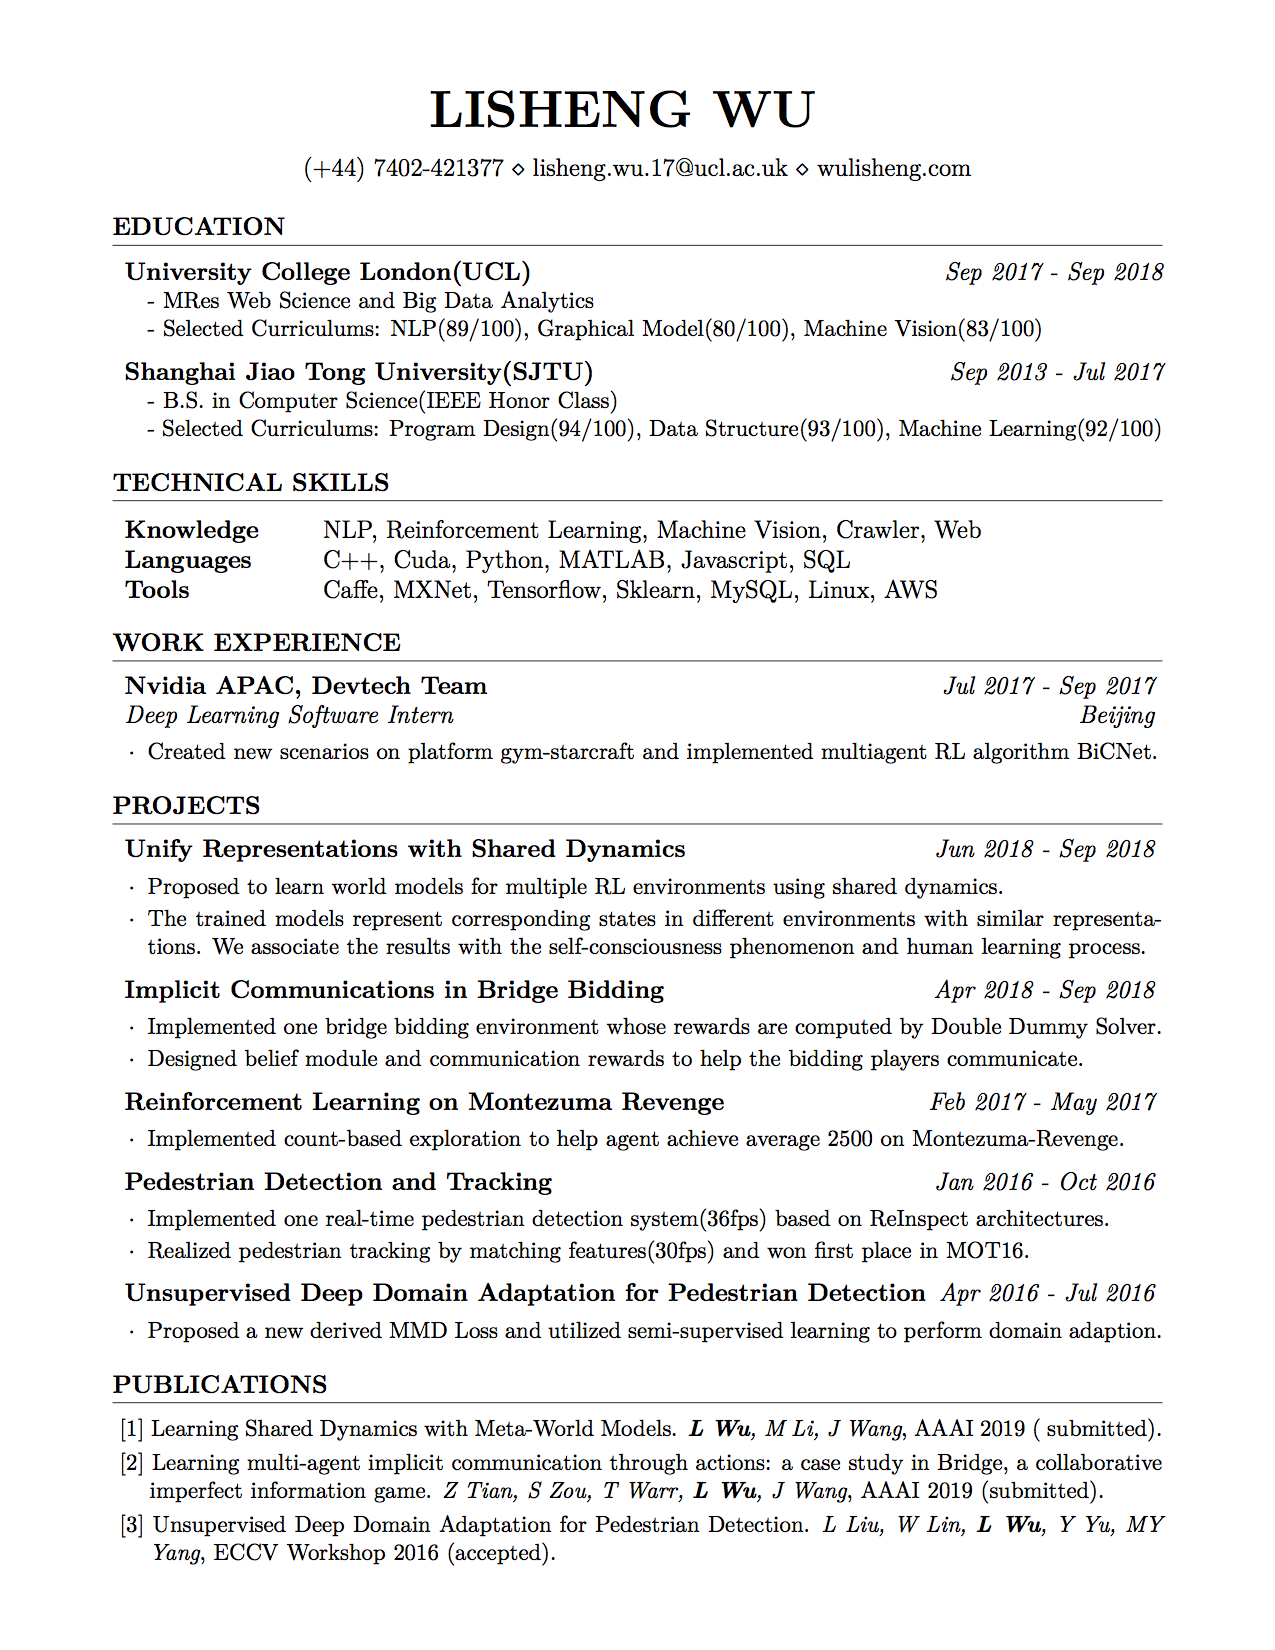 LISHENG WU
(+44) 7402-421377 ⋄ lisheng.wu.17@ucl.ac.uk ⋄ wulisheng.com
EDUCATION
University College London(UCL) Sep 2017 - Sep 2018
- MRes Web Science and Big Data Analytics
- Selected Curriculums: NLP(89/100), Graphical Model(80/100), Machine Vision(83/100)
Shanghai Jiao Tong University(SJTU) Sep 2013 - Jul 2017
- B.S. in Computer Science(IEEE Honor Class)
- Selected Curriculums: Program Design(94/100), Data Structure(93/100), Machine Learning(92/100)
TECHNICAL SKILLS
Knowledge NLP, Reinforcement Learning, Machine Vision, Crawler, Web
Languages C++, Cuda, Python, MATLAB, Javascript, SQL
Tools Caffe, MXNet, Tensorflow, Sklearn, MySQL, Linux, AWS
WORK EXPERIENCE
Nvidia APAC, Devtech Team Jul 2017 - Sep 2017
Deep Learning Software Intern Beijing
· Created new scenarios on platform gym-starcraft and implemented multiagent RL algorithm BiCNet.
PROJECTS
Unify Representations with Shared Dynamics Jun 2018 - Sep 2018
· Proposed to learn world models for multiple RL environments using shared dynamics.
· The trained models represent corresponding states in different environments with similar representa-
tions. We associate the results with the self-consciousness phenomenon and human learning process.
Implicit Communications in Bridge Bidding Apr 2018 - Sep 2018
· Implemented one bridge bidding environment whose rewards are computed by Double Dummy Solver.
· Designed belief module and communication rewards to help the bidding players communicate.
Reinforcement Learning on Montezuma Revenge Feb 2017 - May 2017
· Implemented count-based exploration to help agent achieve average 2500 on Montezuma-Revenge.
Pedestrian Detection and Tracking Jan 2016 - Oct 2016
· Implemented one real-time pedestrian detection system(36fps) based on ReInspect architectures.
· Realized pedestrian tracking by matching features(30fps) and won first place in MOT16.
Unsupervised Deep Domain Adaptation for Pedestrian Detection Apr 2016 - Jul 2016
· Proposed a new derived MMD Loss and utilized semi-supervised learning to perform domain adaption.
PUBLICATIONS
[1] Learning Shared Dynamics with Meta-World Models. L Wu, M Li, J Wang, AAAI 2019 ( submitted).
[2] Learning multi-agent implicit communication through actions: a case study in Bridge, a collaborative
imperfect information game. Z Tian, S Zou, T Warr, L Wu, J Wang, AAAI 2019 (submitted).
[3] Unsupervised Deep Domain Adaptation for Pedestrian Detection. L Liu, W Lin, L Wu, Y Yu, MY
Yang, ECCV Workshop 2016 (accepted).